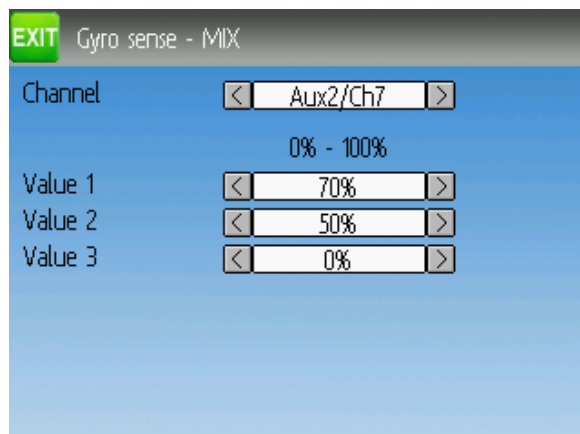 EXIT Gyro sense - MIX
Channel < Aux2/Ch7 >
0% - 100%
Value 1 < 70% >
Value 2 < 50% >
Value 3 < 0% >